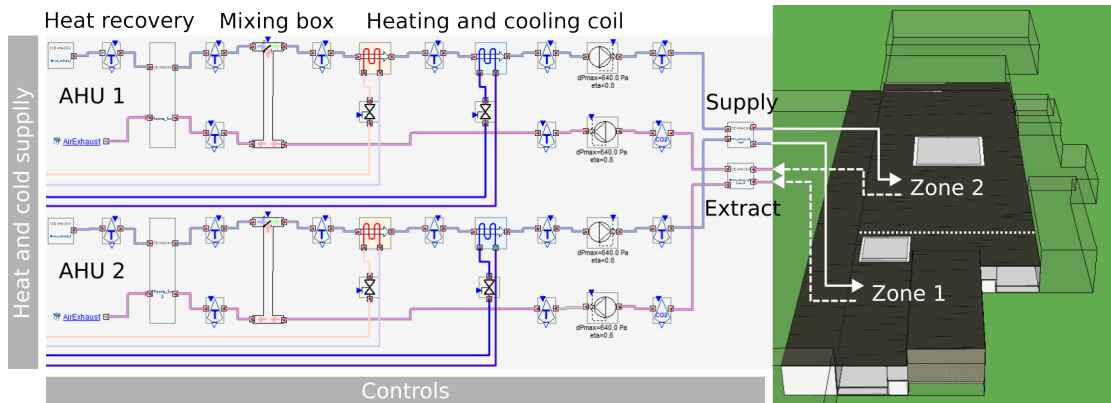 Heat recovery
Mixing box
Heating and cooling coil
Heat and cold supply
AHU 1
AirExhaust
dPmax=640.0 Pa
eta=0.8
dPmax=640.0 Pa
eta=0.8
CO2
Supply
Extract
Zone 2
Zone 1
AHU 2
AirExhaust
dPmax=640.0 Pa
eta=0.8
dPmax=640.0 Pa
eta=0.8
CO2
Controls